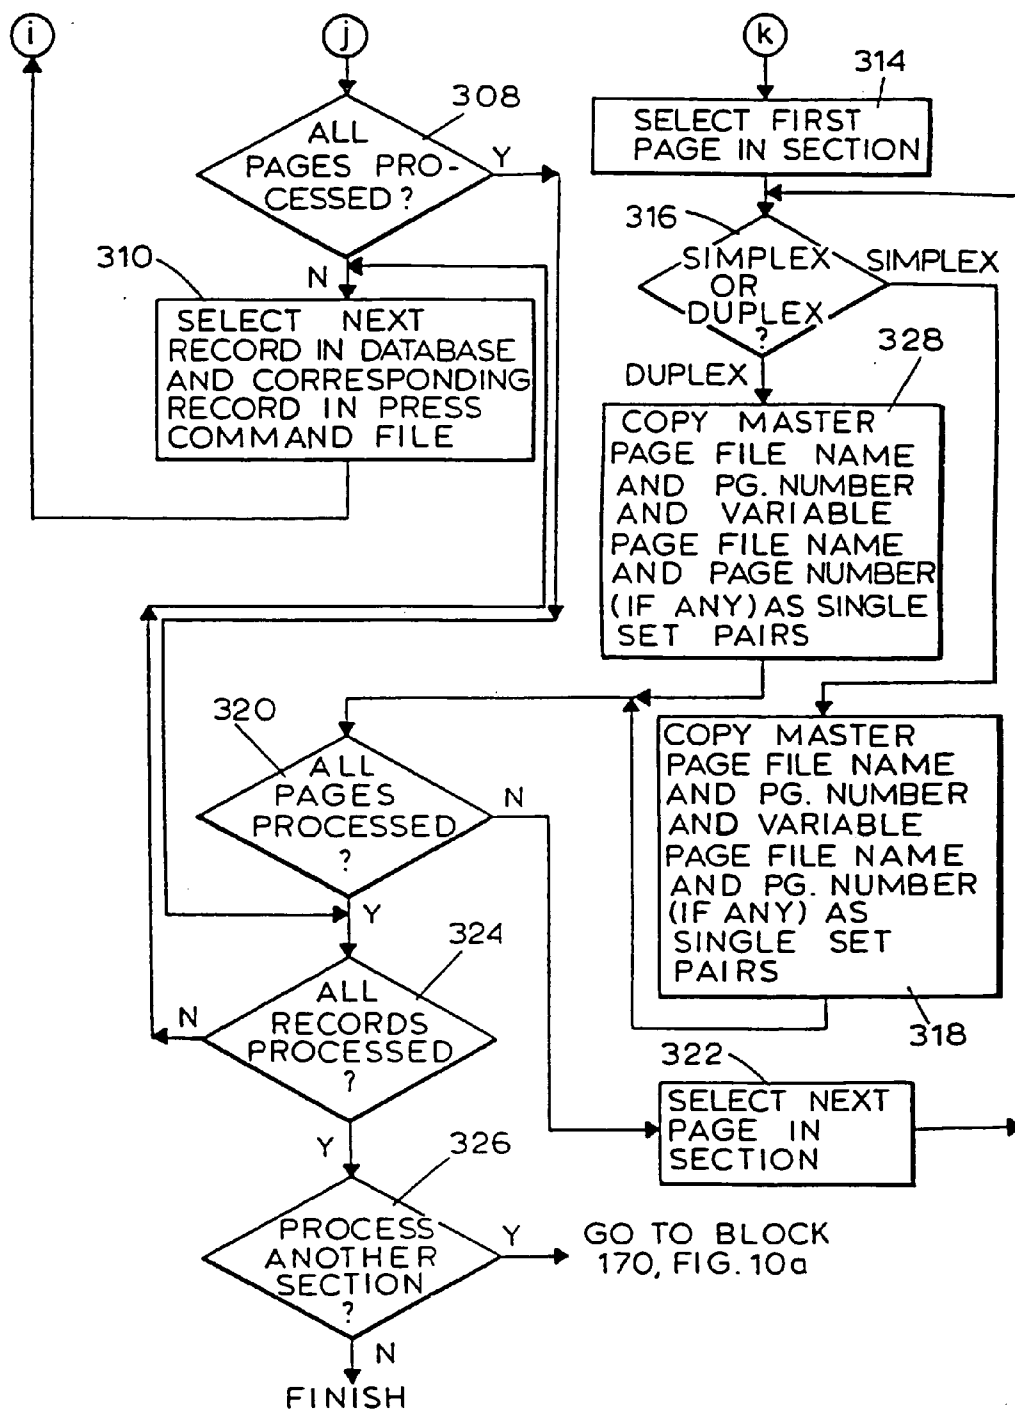 i
j
k
308
ALL
PAGES PRO-
CESSED?
Y
N
310
SELECT NEXT
RECORD IN DATABASE
AND CORRESPONDING
RECORD IN PRESS
COMMAND FILE
314
SELECT FIRST
PAGE IN SECTION
316
SIMPLEX
OR
DUPLEX
?
SIMPLEX
DUPLEX
328
COPY MASTER
PAGE FILE NAME
AND PG. NUMBER
AND VARIABLE
PAGE FILE NAME
AND PAGE NUMBER
(IF ANY) AS SINGLE
SET PAIRS
320
ALL
PAGES
PROCESSED
?
N
Y
COPY MASTER
PAGE FILE NAME
AND PG. NUMBER
AND VARIABLE
PAGE FILE NAME
AND PG. NUMBER
(IF ANY) AS
SINGLE SET
PAIRS
318
324
ALL
RECORDS
PROCESSED
?
N
Y
322
SELECT NEXT
PAGE IN
SECTION
326
PROCESS
ANOTHER
SECTION
?
Y
GO TO BLOCK
170, FIG. 10a
N
FINISH